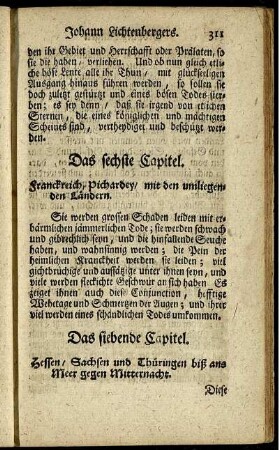 Johann Lichtenbergers. 311
den ihr Gebiet und Herrschafft oder Prälaten, so
sie die haben, verliehen. Und ob nun gleich etli-
che böse Leute alle ihr Thun, mit glückseligen
Ausgang hinaus führen werden, so sollen sie
doch zuletzt gestürtzt und eines bösen Todes ster-
ben; es sey denn, daß sie irgend von etlichen
Sternen, die eines königlichen und mächtigen
Scheines sind, vertheydiget und beschützt wer-
den.
Das sechste Capitel.
Franckreich, Pichardey/ mit den umliegen-
den Ländern.
Sie werden grossen Schaden leiden mit er-
bärmlichen jämmerlichen Tode; sie werden schwach
und gebrechlich seyn, und die hinfallende Seuche
haben, und wahnsinnig werden; die Pein der
heimlichen Kranckheit werden sie leiden; viel
gichtbrüchige und aussätzige unter ihnen seyn, und
viele werden fleckichte Geschwür an sich haben Es
zeiget ihnen auch diese Conjunction, hefftige
Wehetage und Schmertzen der Augen; und ihrer
viel werden eines schändlichen Todes umkommen.
Das siebende Capitel.
Hessen/ Sachsen und Thüringen biß ans
Meer gegen Mitternacht.
Diese